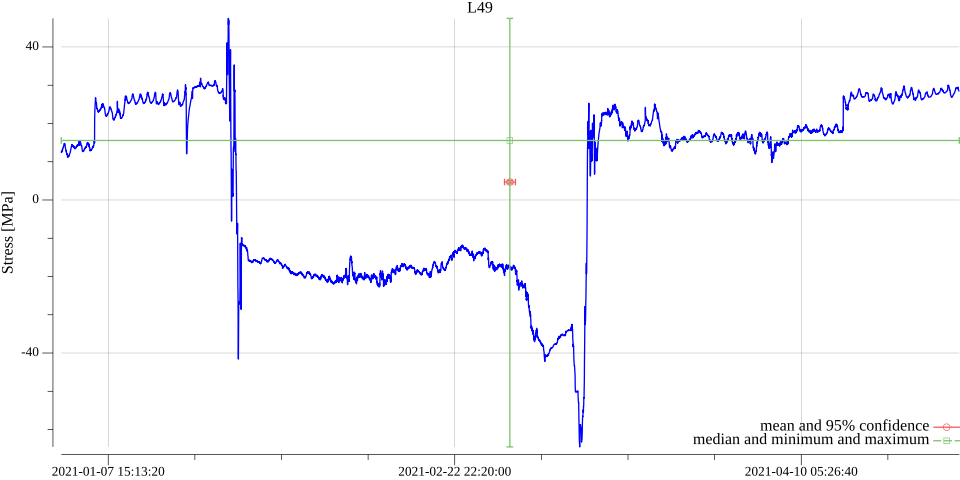 L49
40
0
-40
Stress [MPa]
mean and 95% confidence
median and minimum and maximum
2021-01-07 15:13:20
2021-02-22 22:20:00
2021-04-10 05:26:40